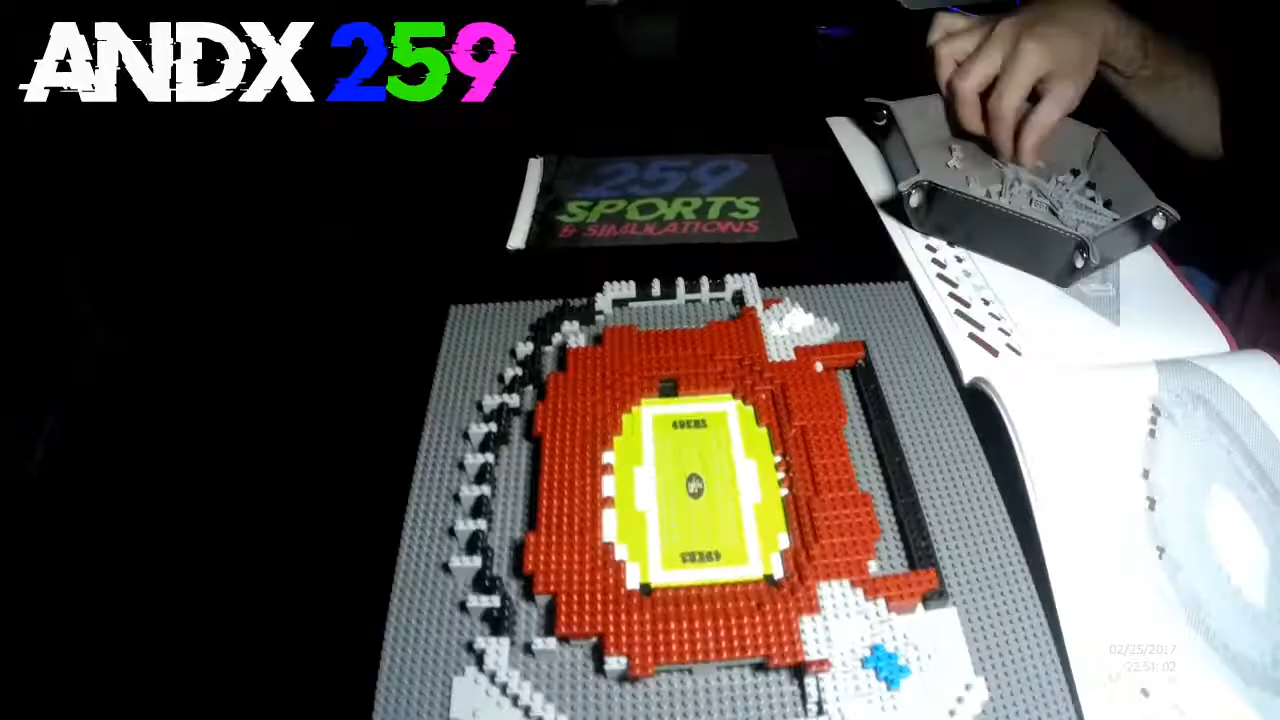 ANDX 259
259
SPORTS
& SIMULATIONS
49ERS
49ERS
02/25/2017
22:51:02